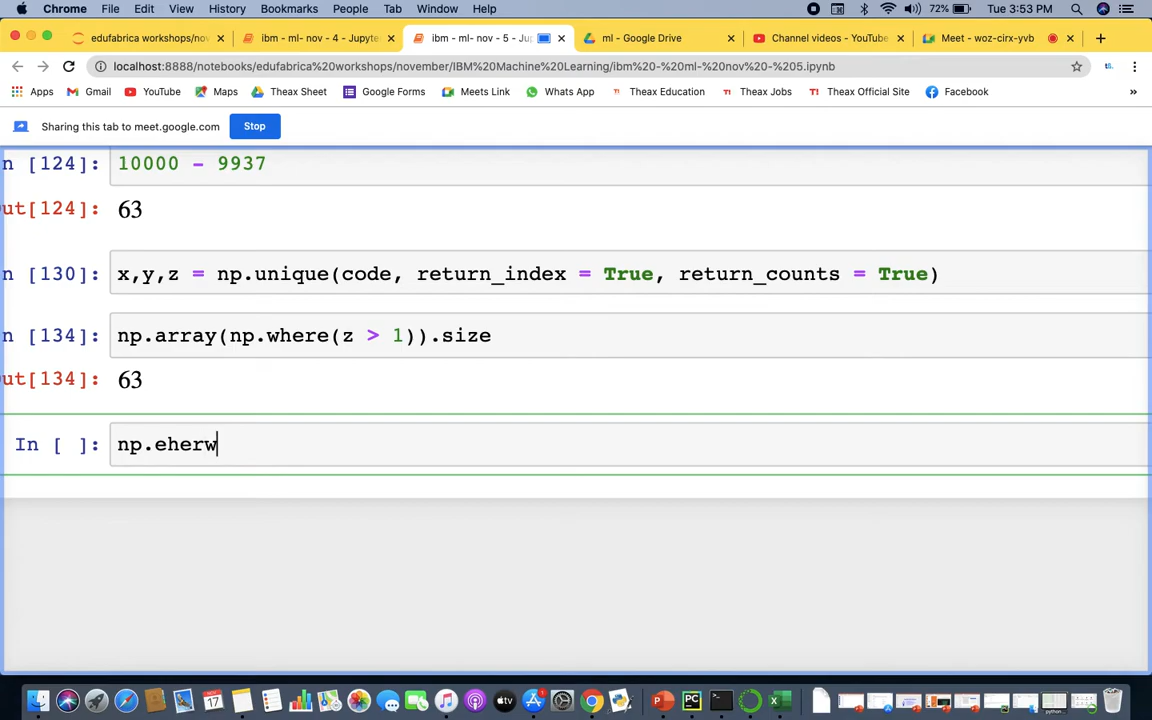 Chrome File Edit View History Bookmarks People Tab Window Help 72% Tue 3:53 PM
edufabrica workshops/nov ibm - ml- nov - 4 - Jupyte ibm - ml- nov - 5 - Ju ml - Google Drive Channel videos - YouTube Meet - woz-cirx-yvb
localhost:8888/notebooks/edufabrica%20workshops/november/IBM%20Machine%20Learning/ibm%20-%20ml-%20nov%20-%205.ipynb
Apps Gmail YouTube Maps Theax Sheet Google Forms Meets Link Whats App Theax Education Theax Jobs Theax Official Site Facebook »
Sharing this tab to meet.google.com Stop
n [124]: 10000 - 9937
ut[124]: 63
n [130]: x,y,z = np.unique(code, return_index = True, return_counts = True)
n [134]: np.array(np.where(z > 1)).size
ut[134]: 63
In [ ]: np.eherw
17